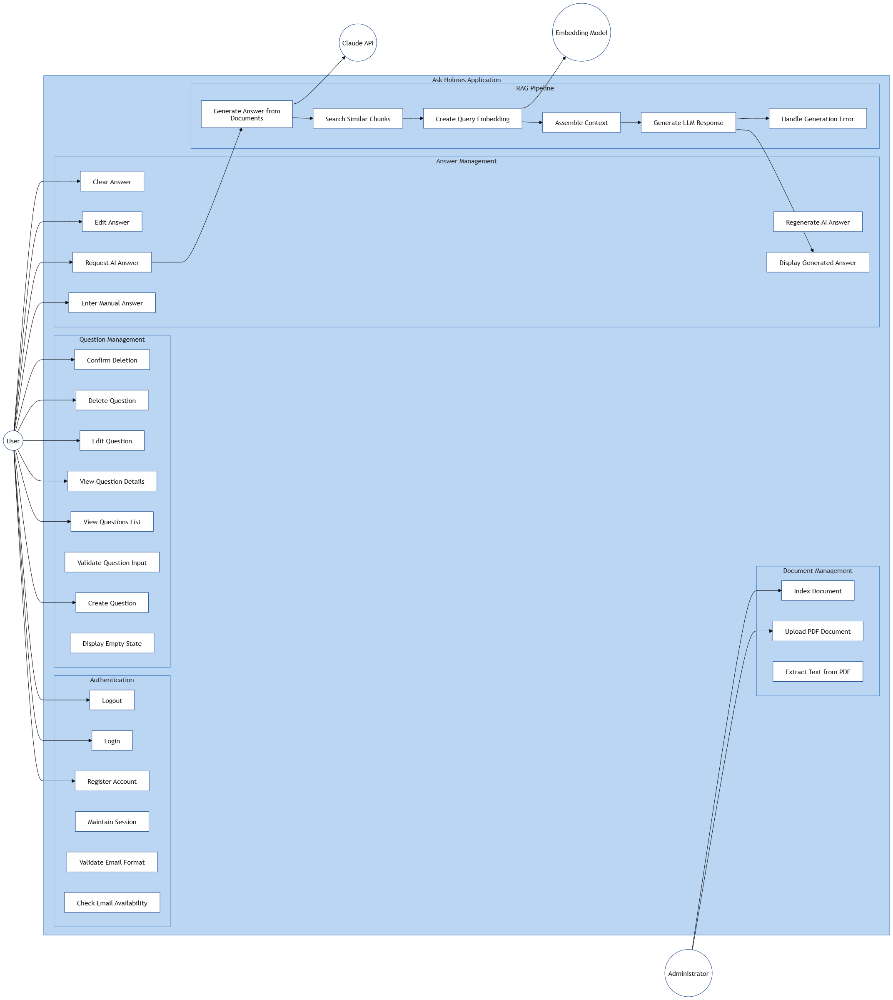 Claude API
Embedding Model
Ask Holmes Application
RAG Pipeline
Generate Answer from
Documents
Search Similar Chunks
Create Query Embedding
Assemble Context
Generate LLM Response
Handle Generation Error
Answer Management
Clear Answer
Edit Answer
Regenerate AI Answer
Request AI Answer
Display Generated Answer
Enter Manual Answer
Question Management
Confirm Deletion
Delete Question
User
Edit Question
View Question Details
View Questions List
Validate Question Input
Create Question
Display Empty State
Document Management
Index Document
Upload PDF Document
Extract Text from PDF
Authentication
Logout
Login
Register Account
Maintain Session
Validate Email Format
Check Email Availability
Administrator